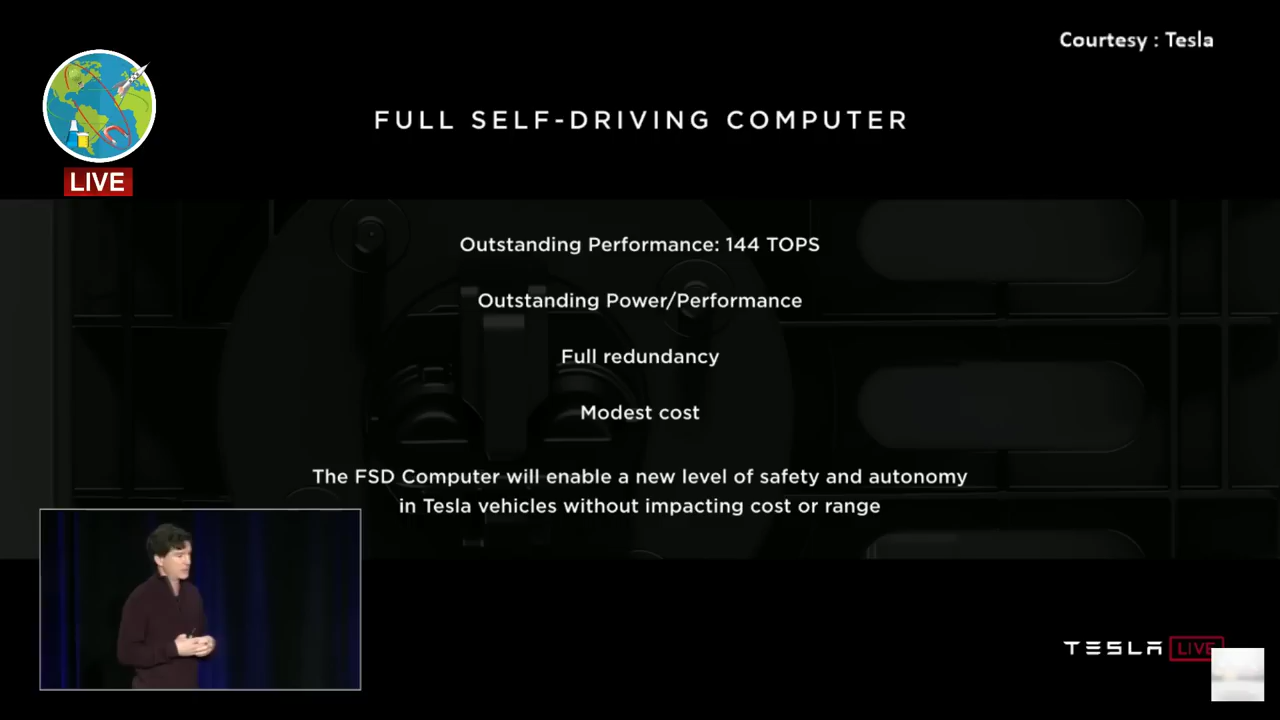 Courtesy : Tesla
LIVE
FULL SELF-DRIVING COMPUTER
Outstanding Performance: 144 TOPS
Outstanding Power/Performance
Full redundancy
Modest cost
The FSD Computer will enable a new level of safety and autonomy
in Tesla vehicles without impacting cost or range
TESLA LIVE